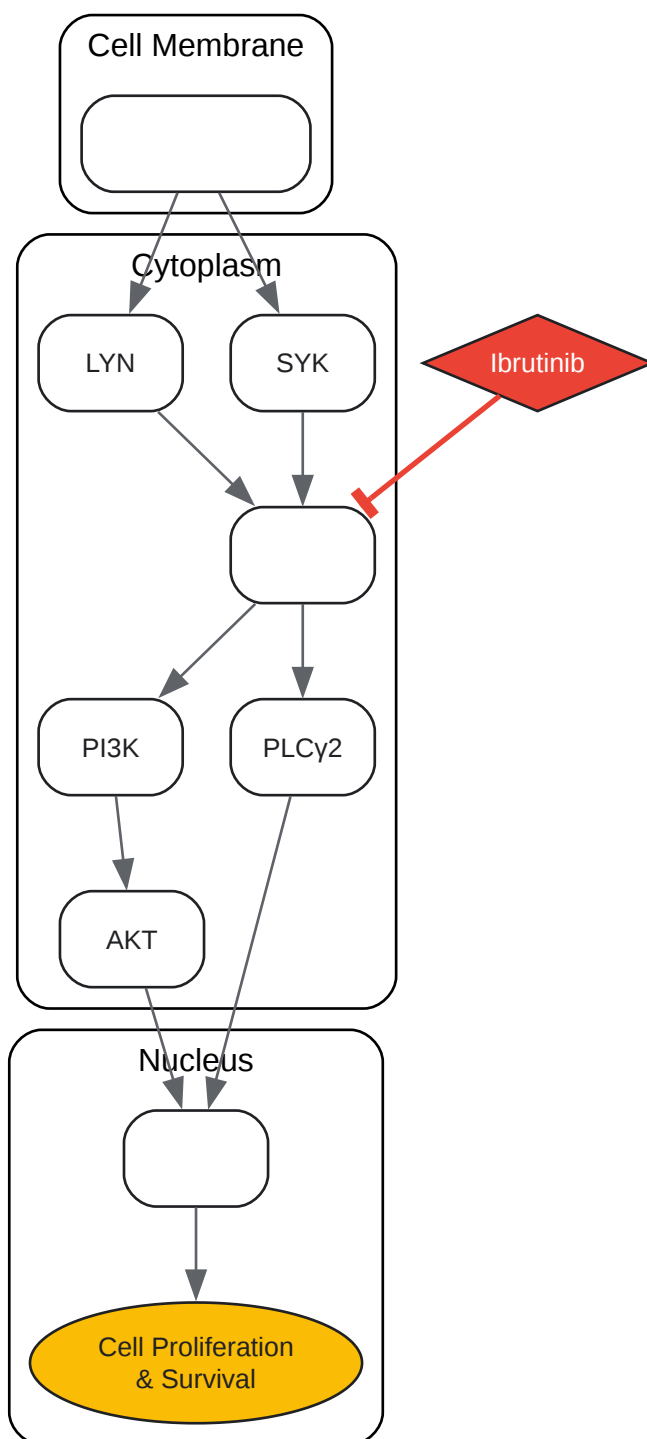 Cell Membrane
Cytoplasm
LYN
SYK
Ibrutinib
PI3K
PLCγ2
AKT
Nucleus
Cell Proliferation
& Survival